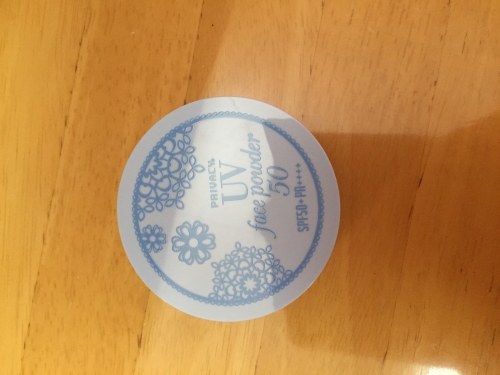 PRIVACY
UV
face powder
50
SPF50+PA++++